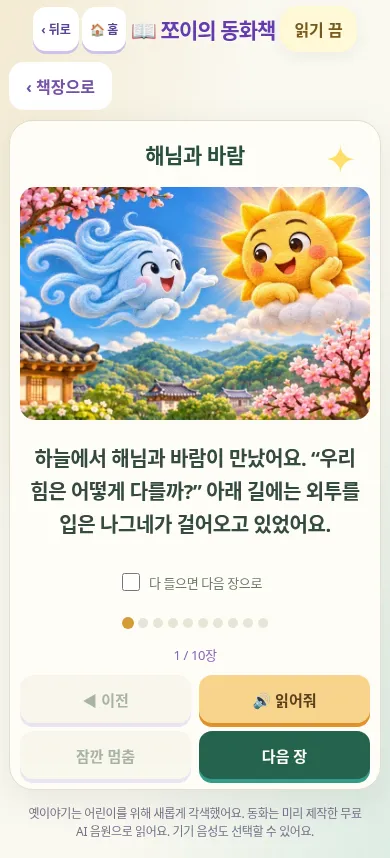 ‹ 뒤로
🏠 홈
📖 쪼이의 동화책
읽기 끔
‹ 책장으로
해님과 바람
하늘에서 해님과 바람이 만났어요. “우리
힘은 어떻게 다를까?” 아래 길에는 외투를
입은 나그네가 걸어오고 있었어요.
다 들으면 다음 장으로
1 / 10장
◀ 이전
🔊 읽어줘
잠깐 멈춤
다음 장
옛이야기는 어린이를 위해 새롭게 각색했어요. 동화는 미리 제작한 무료
AI 음원으로 읽어요. 기기 음성도 선택할 수 있어요.